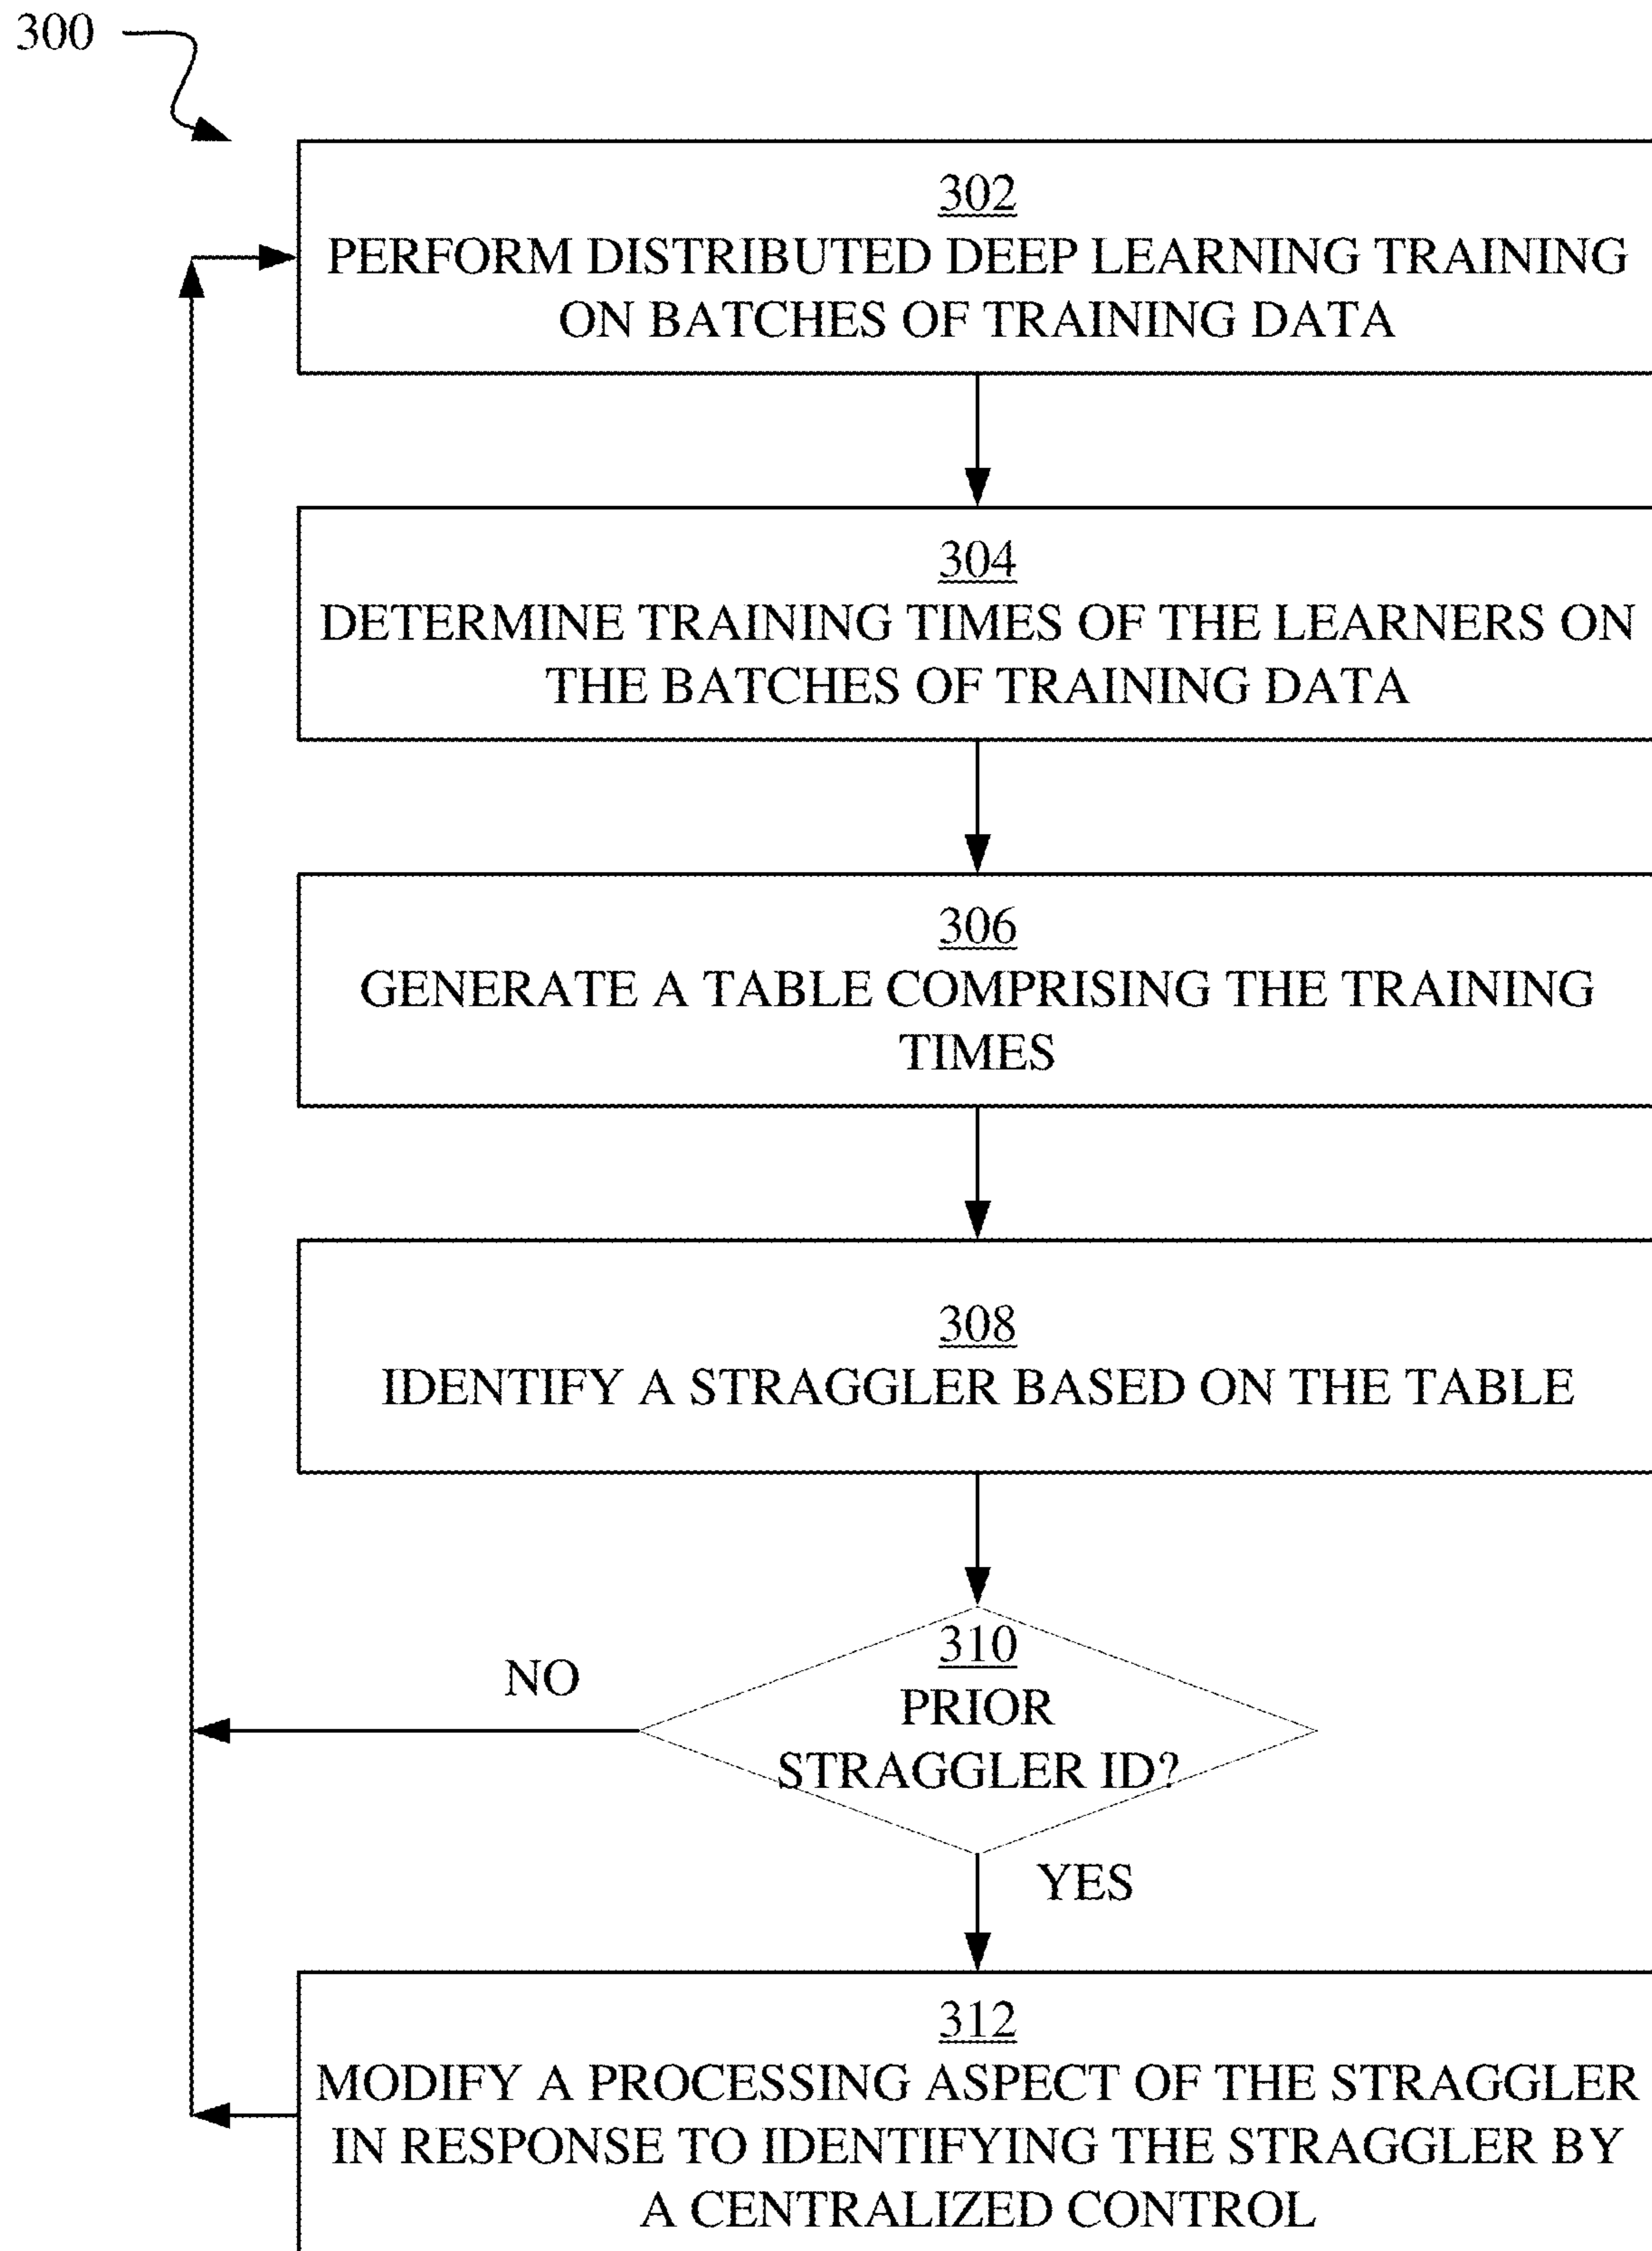 300
302
PERFORM DISTRIBUTED DEEP LEARNING TRAINING
ON BATCHES OF TRAINING DATA
304
DETERMINE TRAINING TIMES OF THE LEARNERS ON
THE BATCHES OF TRAINING DATA
306
GENERATE A TABLE COMPRISING THE TRAINING
TIMES
308
IDENTIFY A STRAGGLER BASED ON THE TABLE
310
PRIOR
STRAGGLER ID?
NO
YES
312
MODIFY A PROCESSING ASPECT OF THE STRAGGLER
IN RESPONSE TO IDENTIFYING THE STRAGGLER BY
A CENTRALIZED CONTROL